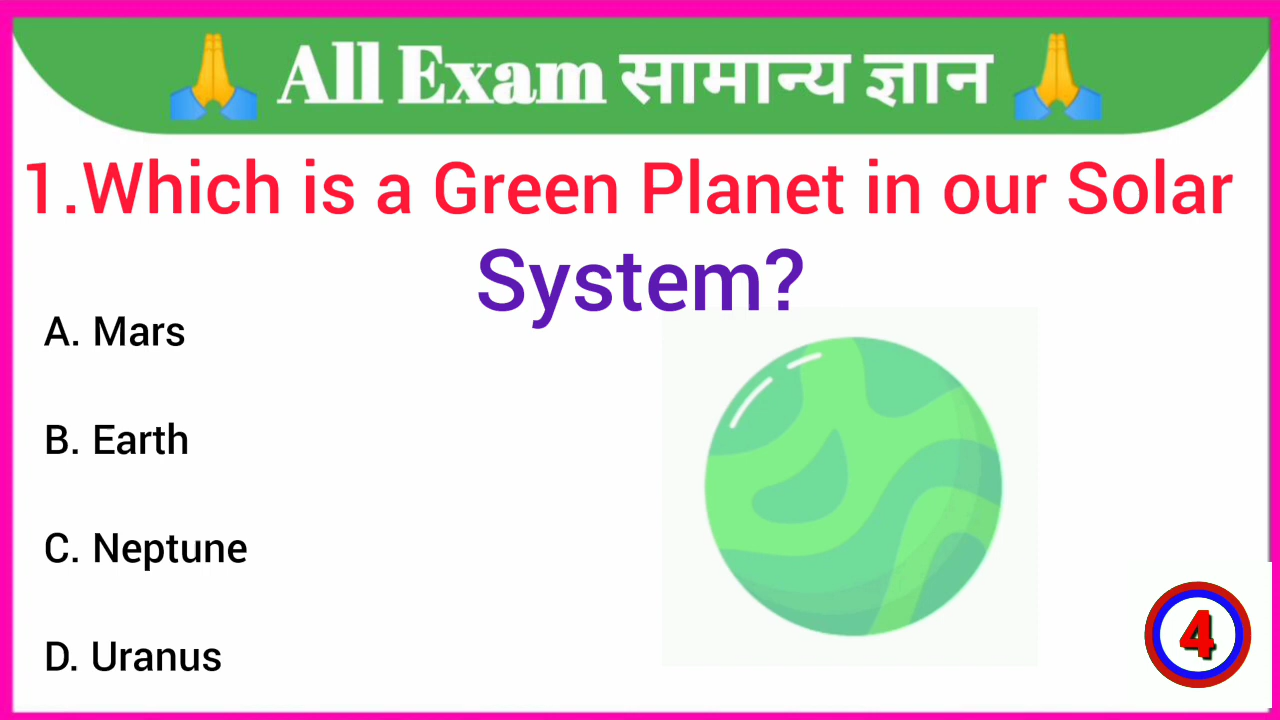 🙏 All Exam सामान्य ज्ञान 🙏
1.Which is a Green Planet in our Solar
System?
A. Mars
B. Earth
C. Neptune
D. Uranus
4